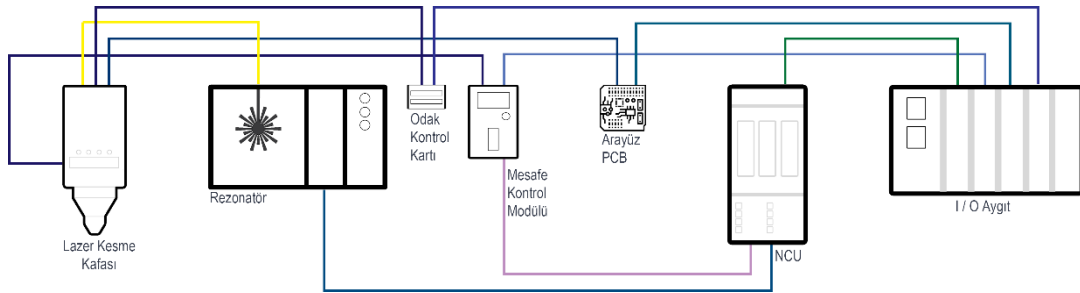 Odak
Kontrol
Kartı
Arayüz
PCB
Mesafe
Kontrol
Modülü
Rezonatör
I / O Aygıt
Lazer Kesme
Kafası
NCU